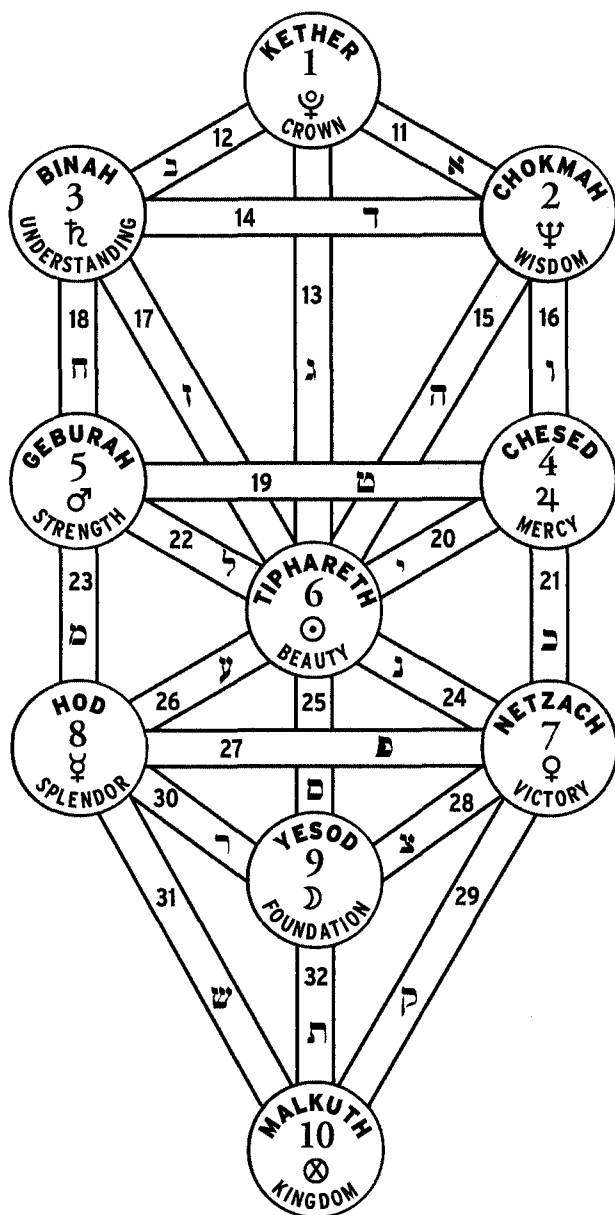 KETHER
1
♇
CROWN
12
11
ב
א
BINAH
3
♄
UNDERSTANDING
CHOKMAH
2
♆
WISDOM
14
ד
18
17
13
15
16
ח
ז
ג
ה
ו
GEBURAH
5
♂
STRENGTH
CHESED
4
♃
MERCY
19
ט
22
ל
20
י
TIPHARETH
6
☉
BEAUTY
23
מ
21
כ
26
ע
25
ס
24
נ
HOD
8
☿
SPLENDOR
NETZACH
7
♀
VICTORY
27
פ
30
ר
28
צ
YESOD
9
☽
FOUNDATION
31
ש
32
ת
29
ק
MALKUTH
10
⊗
KINGDOM